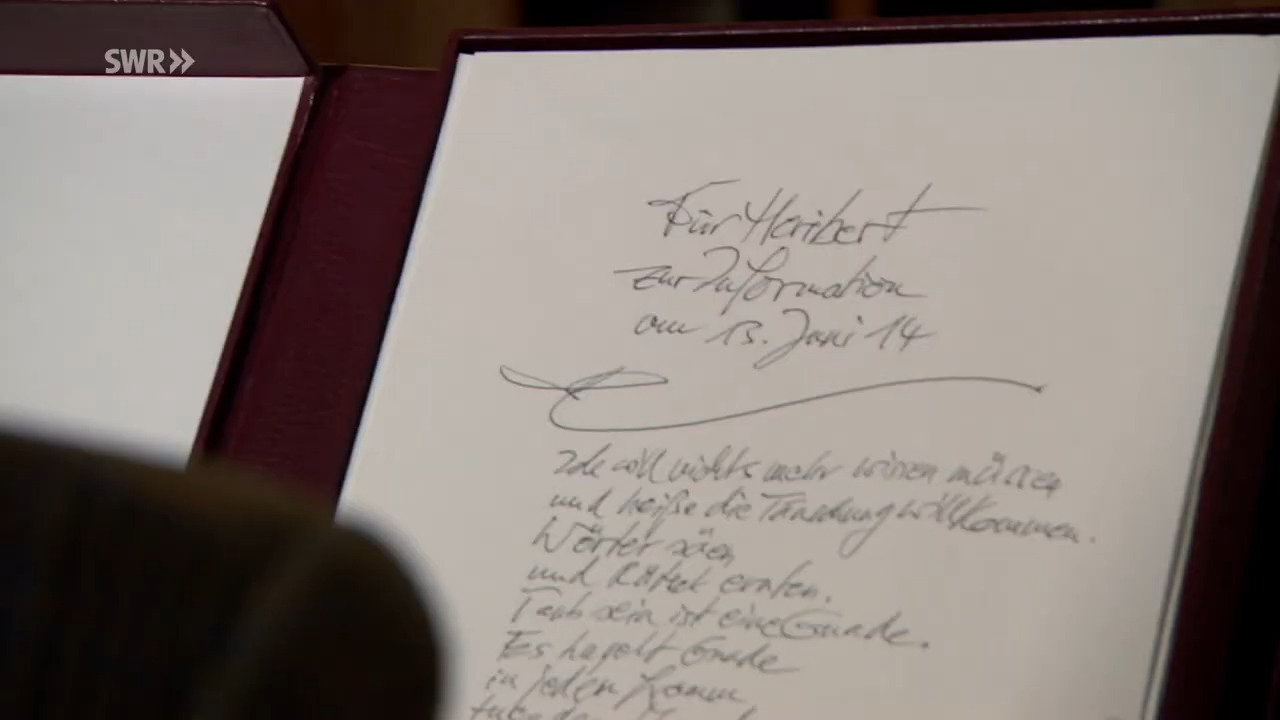 SWR
Für Heribert
zur Information
am 13. Juni 14
Ich will nichts mehr wissen müssen
und heiße die Täuschung willkommen.
Wörter säen
und Rätsel ernten.
Taub sein ist eine Gnade.
Es hagelt Gnade
in jeden